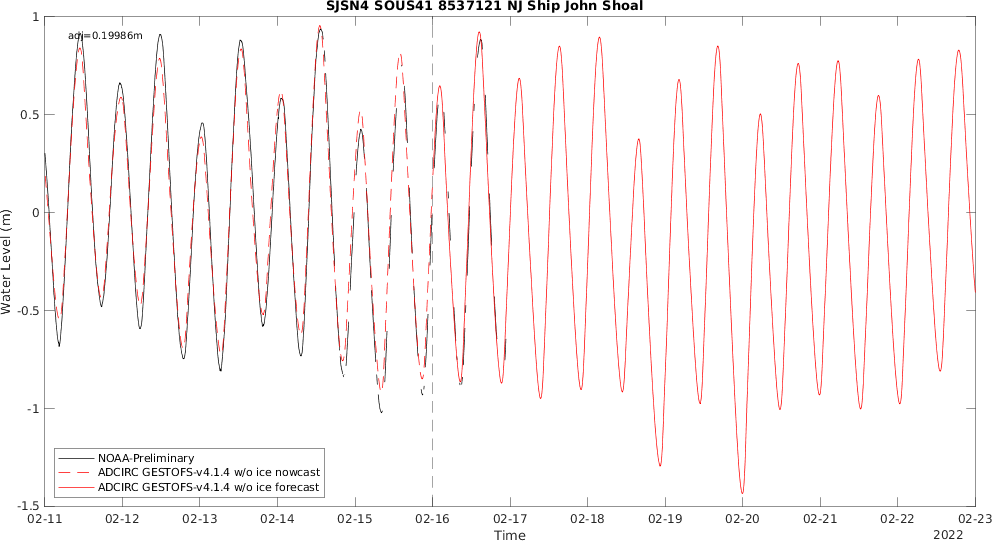 SJSN4 SOUS41 8537121 NJ Ship John Shoal
adj=0.19986m
1
0.5
0
-0.5
-1
-1.5
Water Level (m)
NOAA-Preliminary
ADCIRC GESTOFS-v4.1.4 w/o ice nowcast
ADCIRC GESTOFS-v4.1.4 w/o ice forecast
02-11 02-12 02-13 02-14 02-15 02-16 02-17 02-18 02-19 02-20 02-21 02-22 02-23
Time
2022